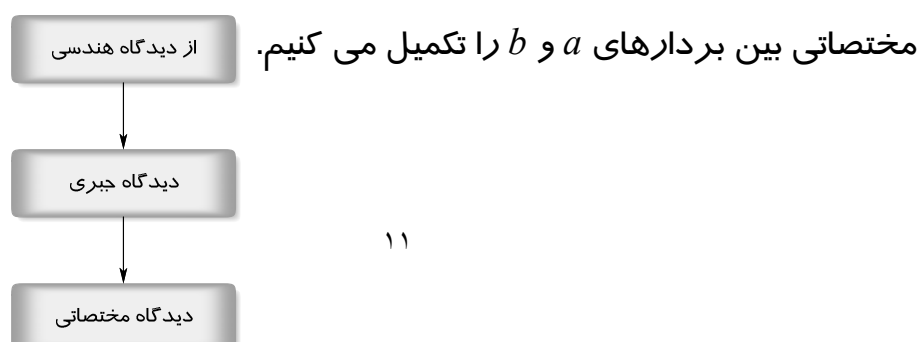 مختصاتی بین بردارهای a و b را تکمیل می کنیم.
از دیدگاه هندسی
دیدگاه جبری
۱۱
دیدگاه مختصاتی